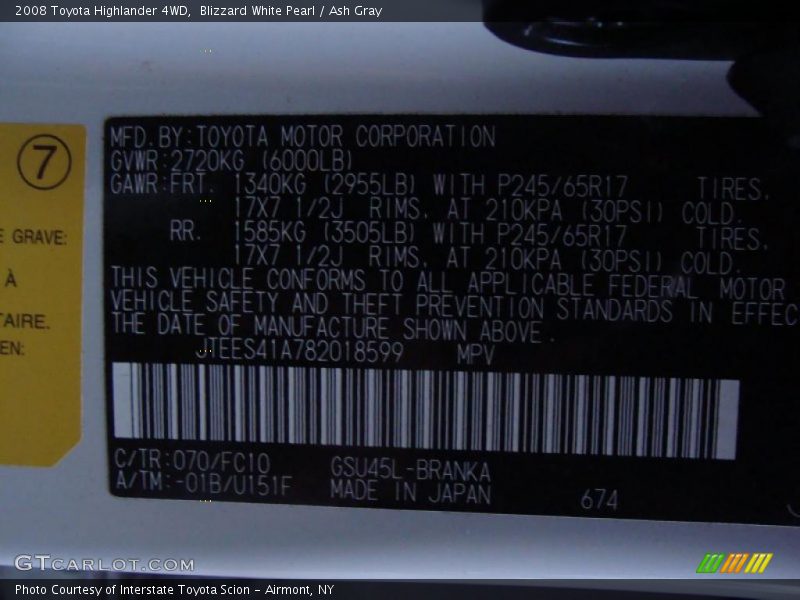 2008 Toyota Highlander 4WD,  Blizzard White Pearl / Ash Gray
7
E GRAVE:
À
TAIRE.
EN:
MFD.BY:TOYOTA MOTOR CORPORATION
GVWR:2720KG (6000LB)
GAWR:FRT. 1340KG (2955LB) WITH P245/65R17 TIRES,
17X7 1/2J RIMS, AT 210KPA (30PSI) COLD.
RR. 1585KG (3505LB) WITH P245/65R17 TIRES,
17X7 1/2J RIMS, AT 210KPA (30PSI) COLD.
THIS VEHICLE CONFORMS TO ALL APPLICABLE FEDERAL MOTOR
VEHICLE SAFETY AND THEFT PREVENTION STANDARDS IN EFFEC
THE DATE OF MANUFACTURE SHOWN ABOVE.
JTEES41A782018599 MPV
C/TR:070/FC10 GSU45L-BRANKA
A/TM:-01B/U151F MADE IN JAPAN 674
GTCARLOT.COM
Photo Courtesy of Interstate Toyota Scion – Airmont, NY